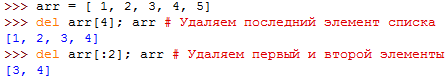 >>> arr = [ 1, 2, 3, 4, 5]
>>> del arr[4]; arr # Удаляем последний элемент списка
[1, 2, 3, 4]
>>> del arr[:2]; arr # Удаляем первый и второй элементы
[3, 4]